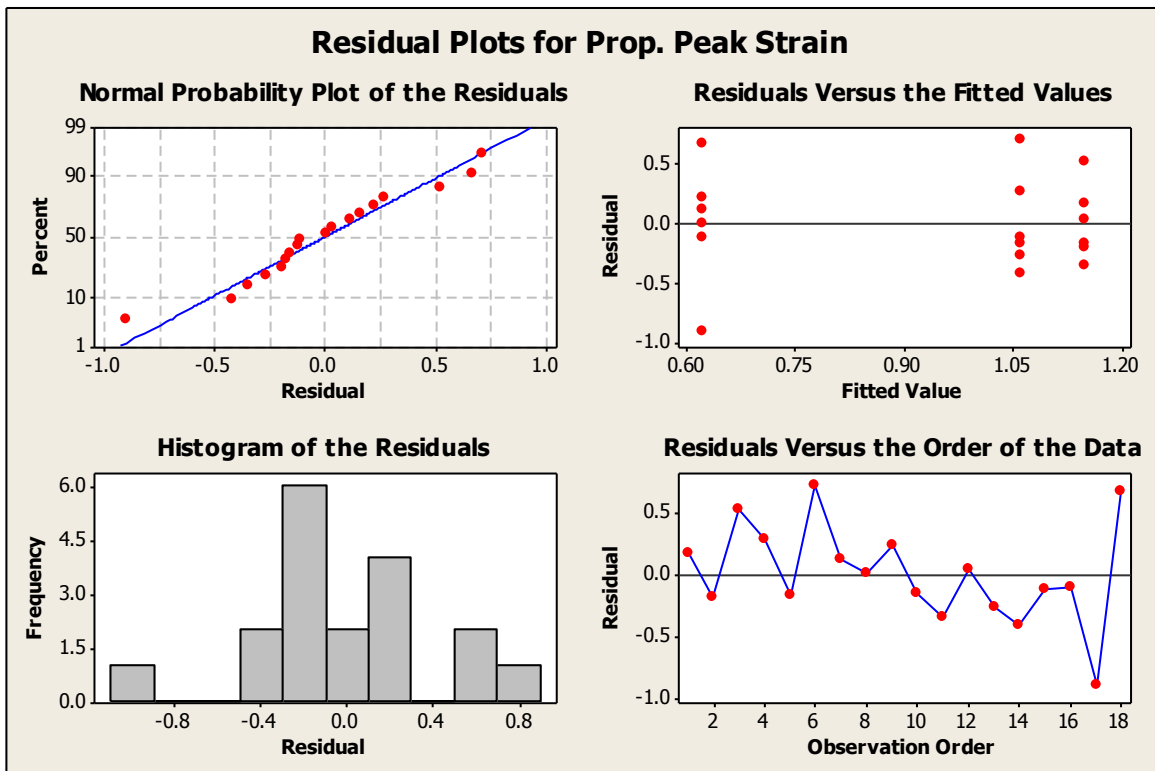 Residual Plots for Prop. Peak Strain
Normal Probability Plot of the Residuals
Percent
99
90
50
10
1
-1.0 -0.5 0.0 0.5 1.0
Residual
Residuals Versus the Fitted Values
Residual
0.5
0.0
-0.5
-1.0
0.60 0.75 0.90 1.05 1.20
Fitted Value
Histogram of the Residuals
Frequency
6.0
4.5
3.0
1.5
0.0
-0.8 -0.4 0.0 0.4 0.8
Residual
Residuals Versus the Order of the Data
Residual
0.5
0.0
-0.5
-1.0
2 4 6 8 10 12 14 16 18
Observation Order